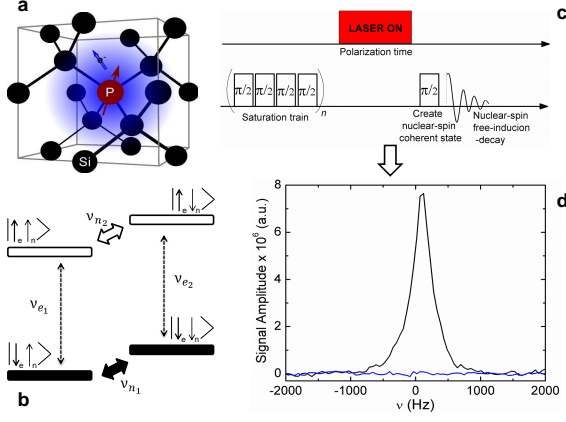 a
e-
P
Si
c
LASER ON
Polarization time
(π/2 π/2 π/2 π/2)n
π/2
Saturation train
Create
nuclear-spin
coherent state
Nuclear-spin
free-inducion
-decay
b
|↑e↑n>
νn2
|↑e↓n>
νe1
νe2
|↓e↑n>
νn1
|↓e↓n>
d
Signal Amplitude x 10⁶ (a.u.)
8
6
4
2
0
-2000 -1000 0 1000 2000
ν (Hz)